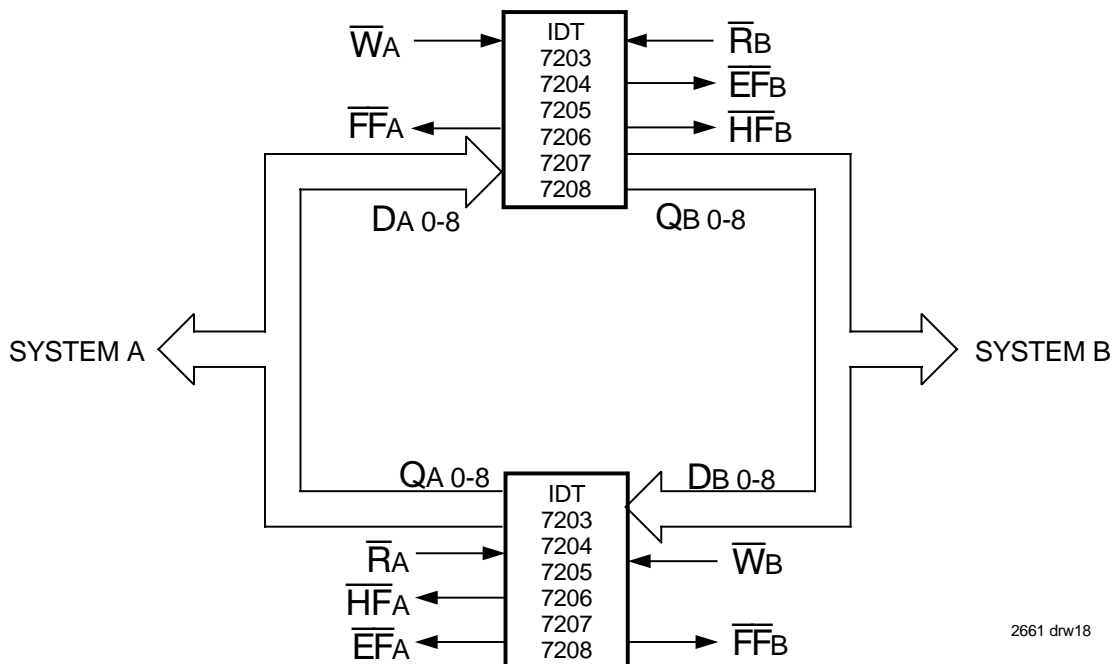 W̅A
IDT
7203
7204
7205
7206
7207
7208
R̅B
E̅F̅B
F̅F̅A
H̅F̅B
DA 0-8
QB 0-8
SYSTEM A
SYSTEM B
QA 0-8
DB 0-8
IDT
7203
7204
7205
7206
7207
7208
R̅A
W̅B
H̅F̅A
E̅F̅A
F̅F̅B
2661 drw18